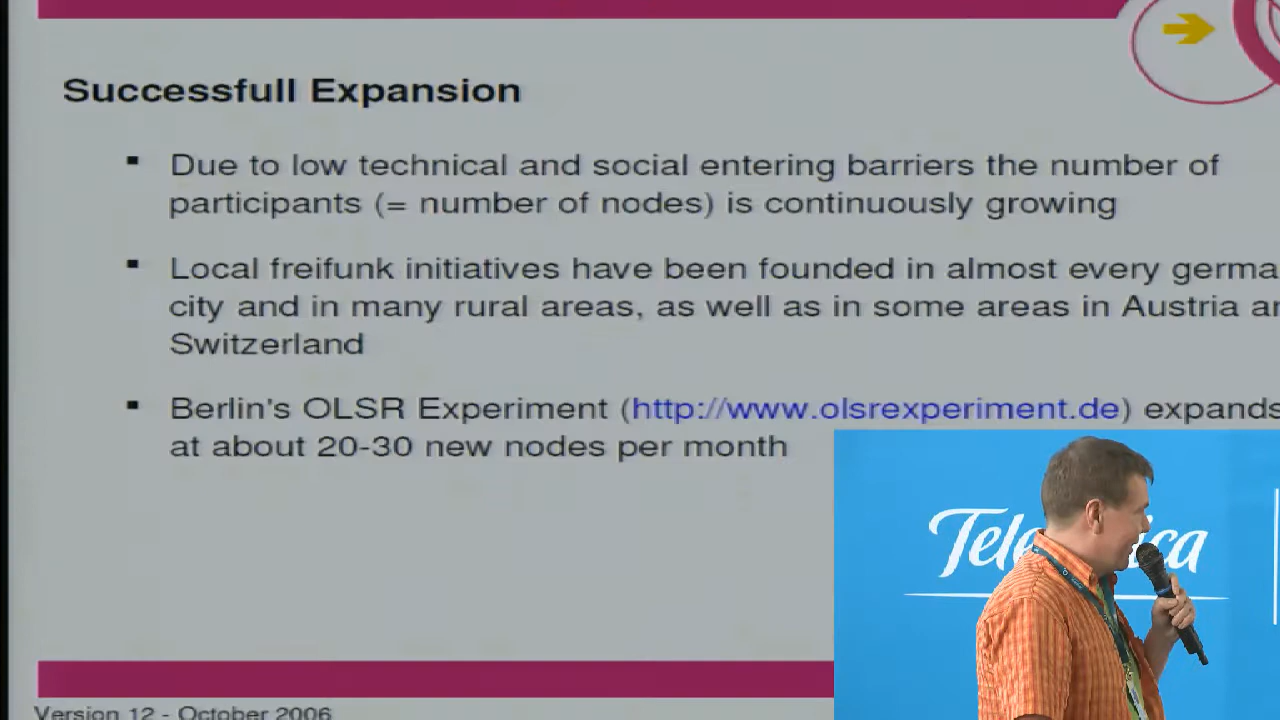 Successfull Expansion
Due to low technical and social entering barriers the number of
participants (= number of nodes) is continuously growing
Local freifunk initiatives have been founded in almost every germa
city and in many rural areas, as well as in some areas in Austria
Switzerland
Berlin's OLSR Experiment (http://www.olsrexperiment.de) expands
at about 20-30 new nodes per month
Version 12 - October 2006